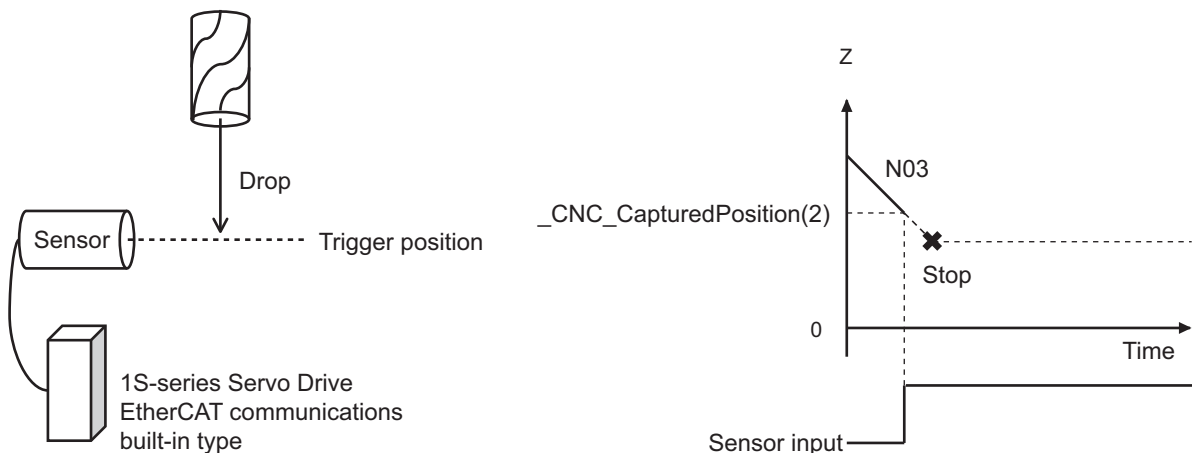 Drop
Sensor
Trigger position
1S-series Servo Drive
EtherCAT communications
built-in type
Z
N03
_CNC_CapturedPosition(2)
Stop
0
Time
Sensor input